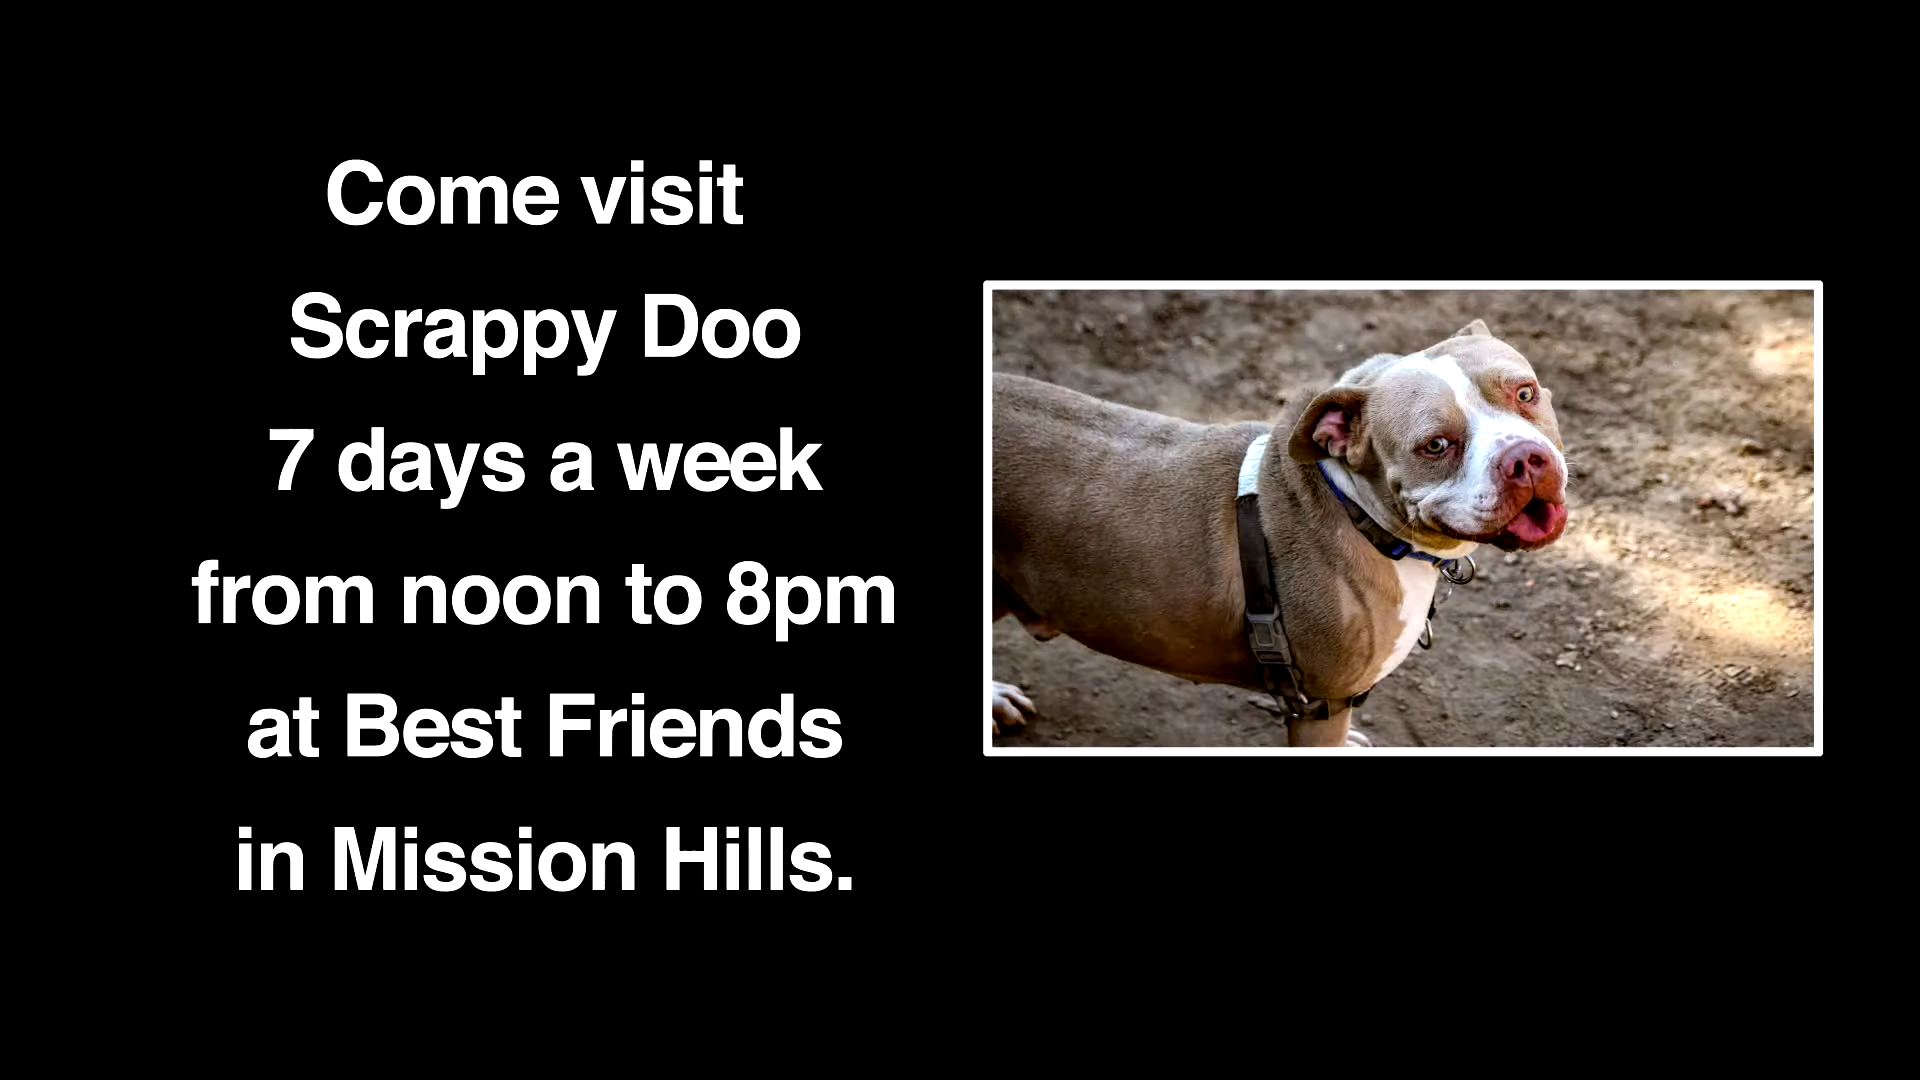 Come visit
Scrappy Doo
7 days a week
from noon to 8pm
at Best Friends
in Mission Hills.